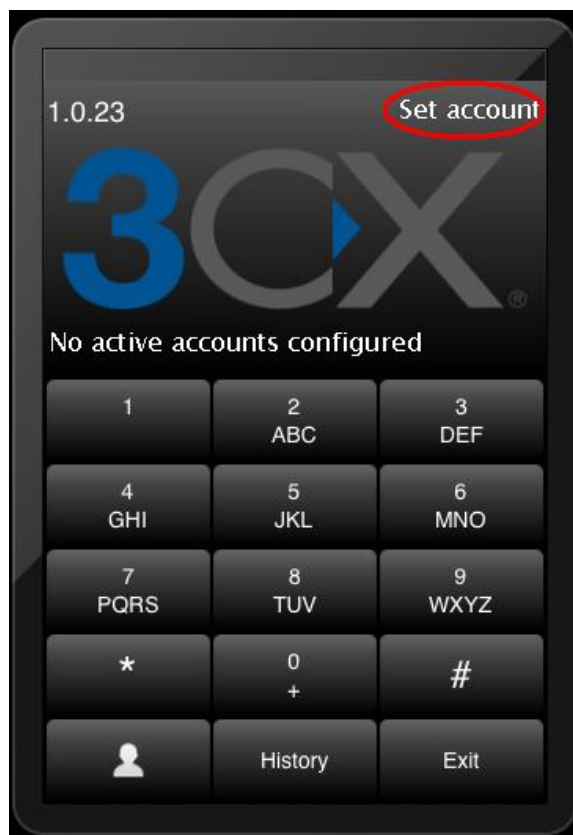 1.0.23 Set account
3CX®
No active accounts configured
1 2 3
ABC DEF
4 5 6
GHI JKL MNO
7 8 9
PQRS TUV WXYZ
* 0 #
+
History Exit